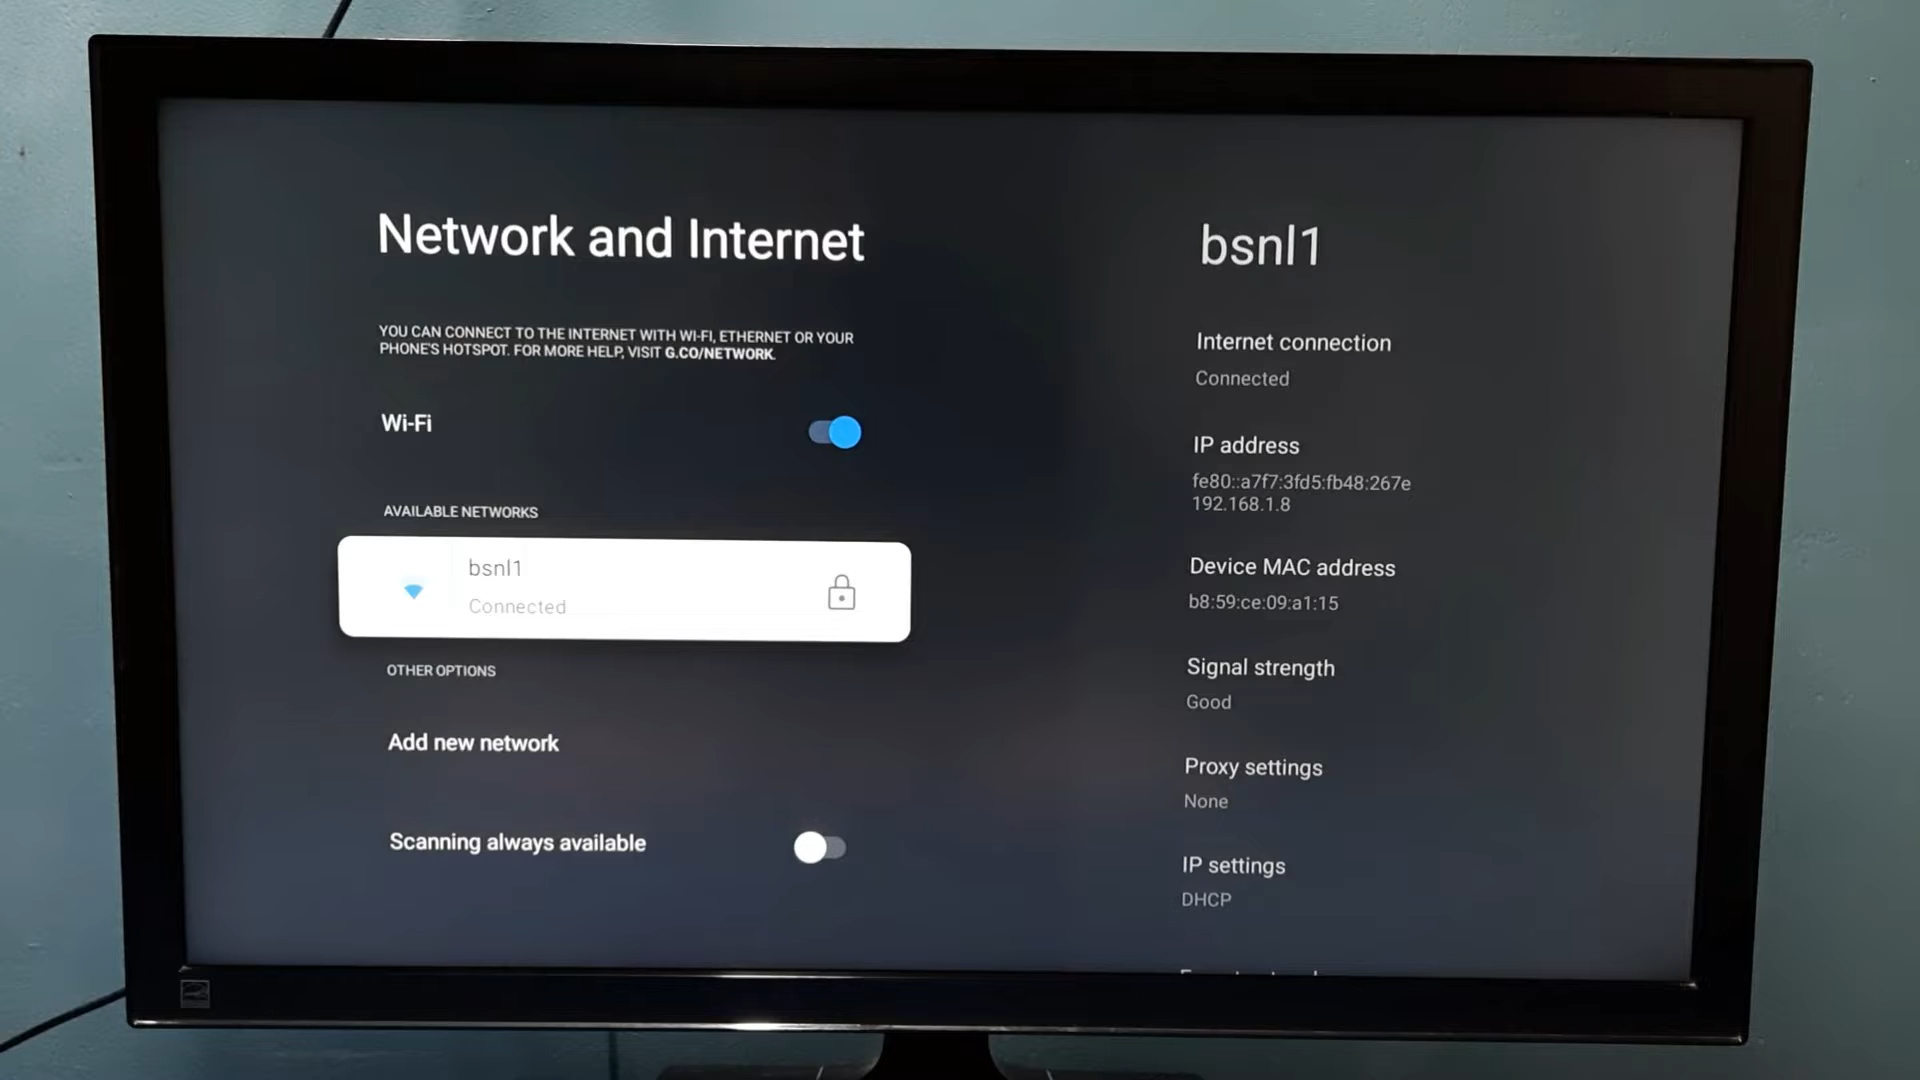 Network and Internet
YOU CAN CONNECT TO THE INTERNET WITH WI-FI, ETHERNET OR YOUR
PHONE'S HOTSPOT. FOR MORE HELP, VISIT G.CO/NETWORK.
Wi-Fi
AVAILABLE NETWORKS
bsnl1
Connected
OTHER OPTIONS
Add new network
Scanning always available
bsnl1
Internet connection
Connected
IP address
fe80::a7f7:3fd5:fb48:267e
192.168.1.8
Device MAC address
b8:59:ce:09:a1:15
Signal strength
Good
Proxy settings
None
IP settings
DHCP